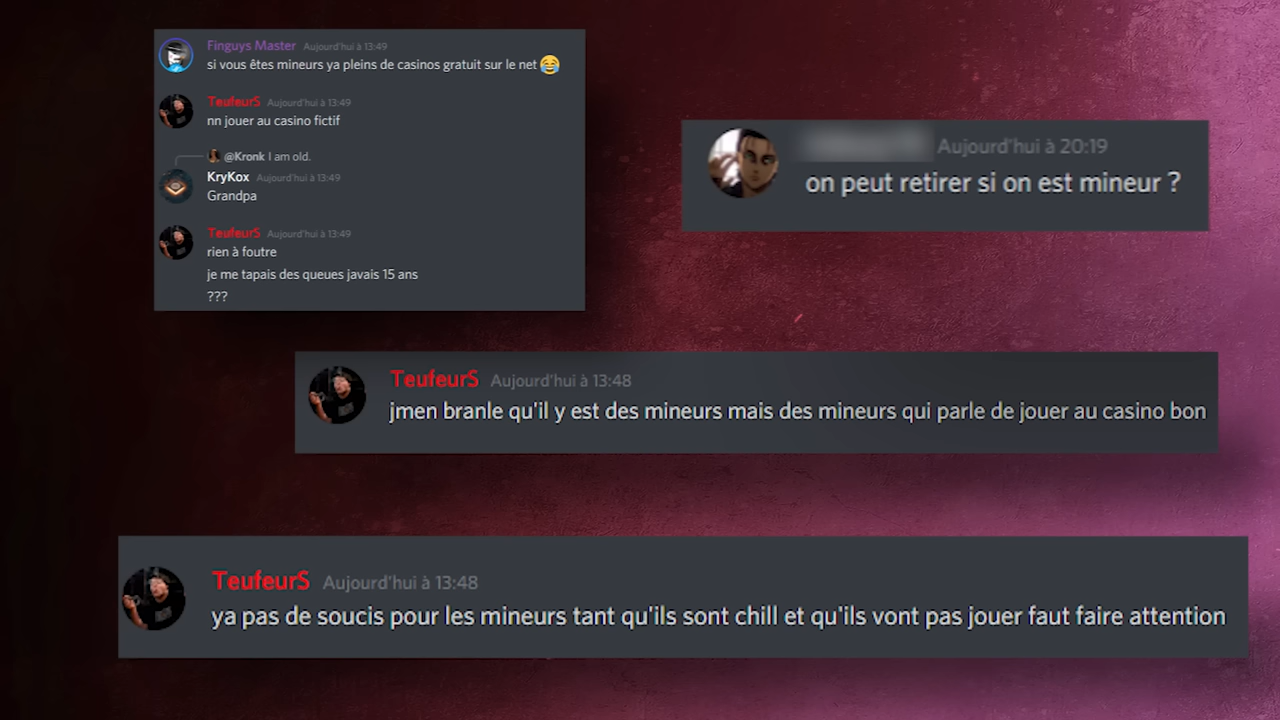 Finguys Master Aujourd'hui à 13:49
si vous êtes mineurs ya pleins de casinos gratuit sur le net 😂
TeufeurS Aujourd'hui à 13:49
nn jouer au casino fictif
@Kronk I am old.
KryKox Aujourd'hui à 13:49
Grandpa
TeufeurS Aujourd'hui à 13:49
rien à foutre
je me tapais des queues javais 15 ans
???
Aujourd'hui à 20:19
on peut retirer si on est mineur ?
TeufeurS Aujourd'hui à 13:48
jmen branle qu'il y est des mineurs mais des mineurs qui parle de jouer au casino bon
TeufeurS Aujourd'hui à 13:48
ya pas de soucis pour les mineurs tant qu'ils sont chill et qu'ils vont pas jouer faut faire attention